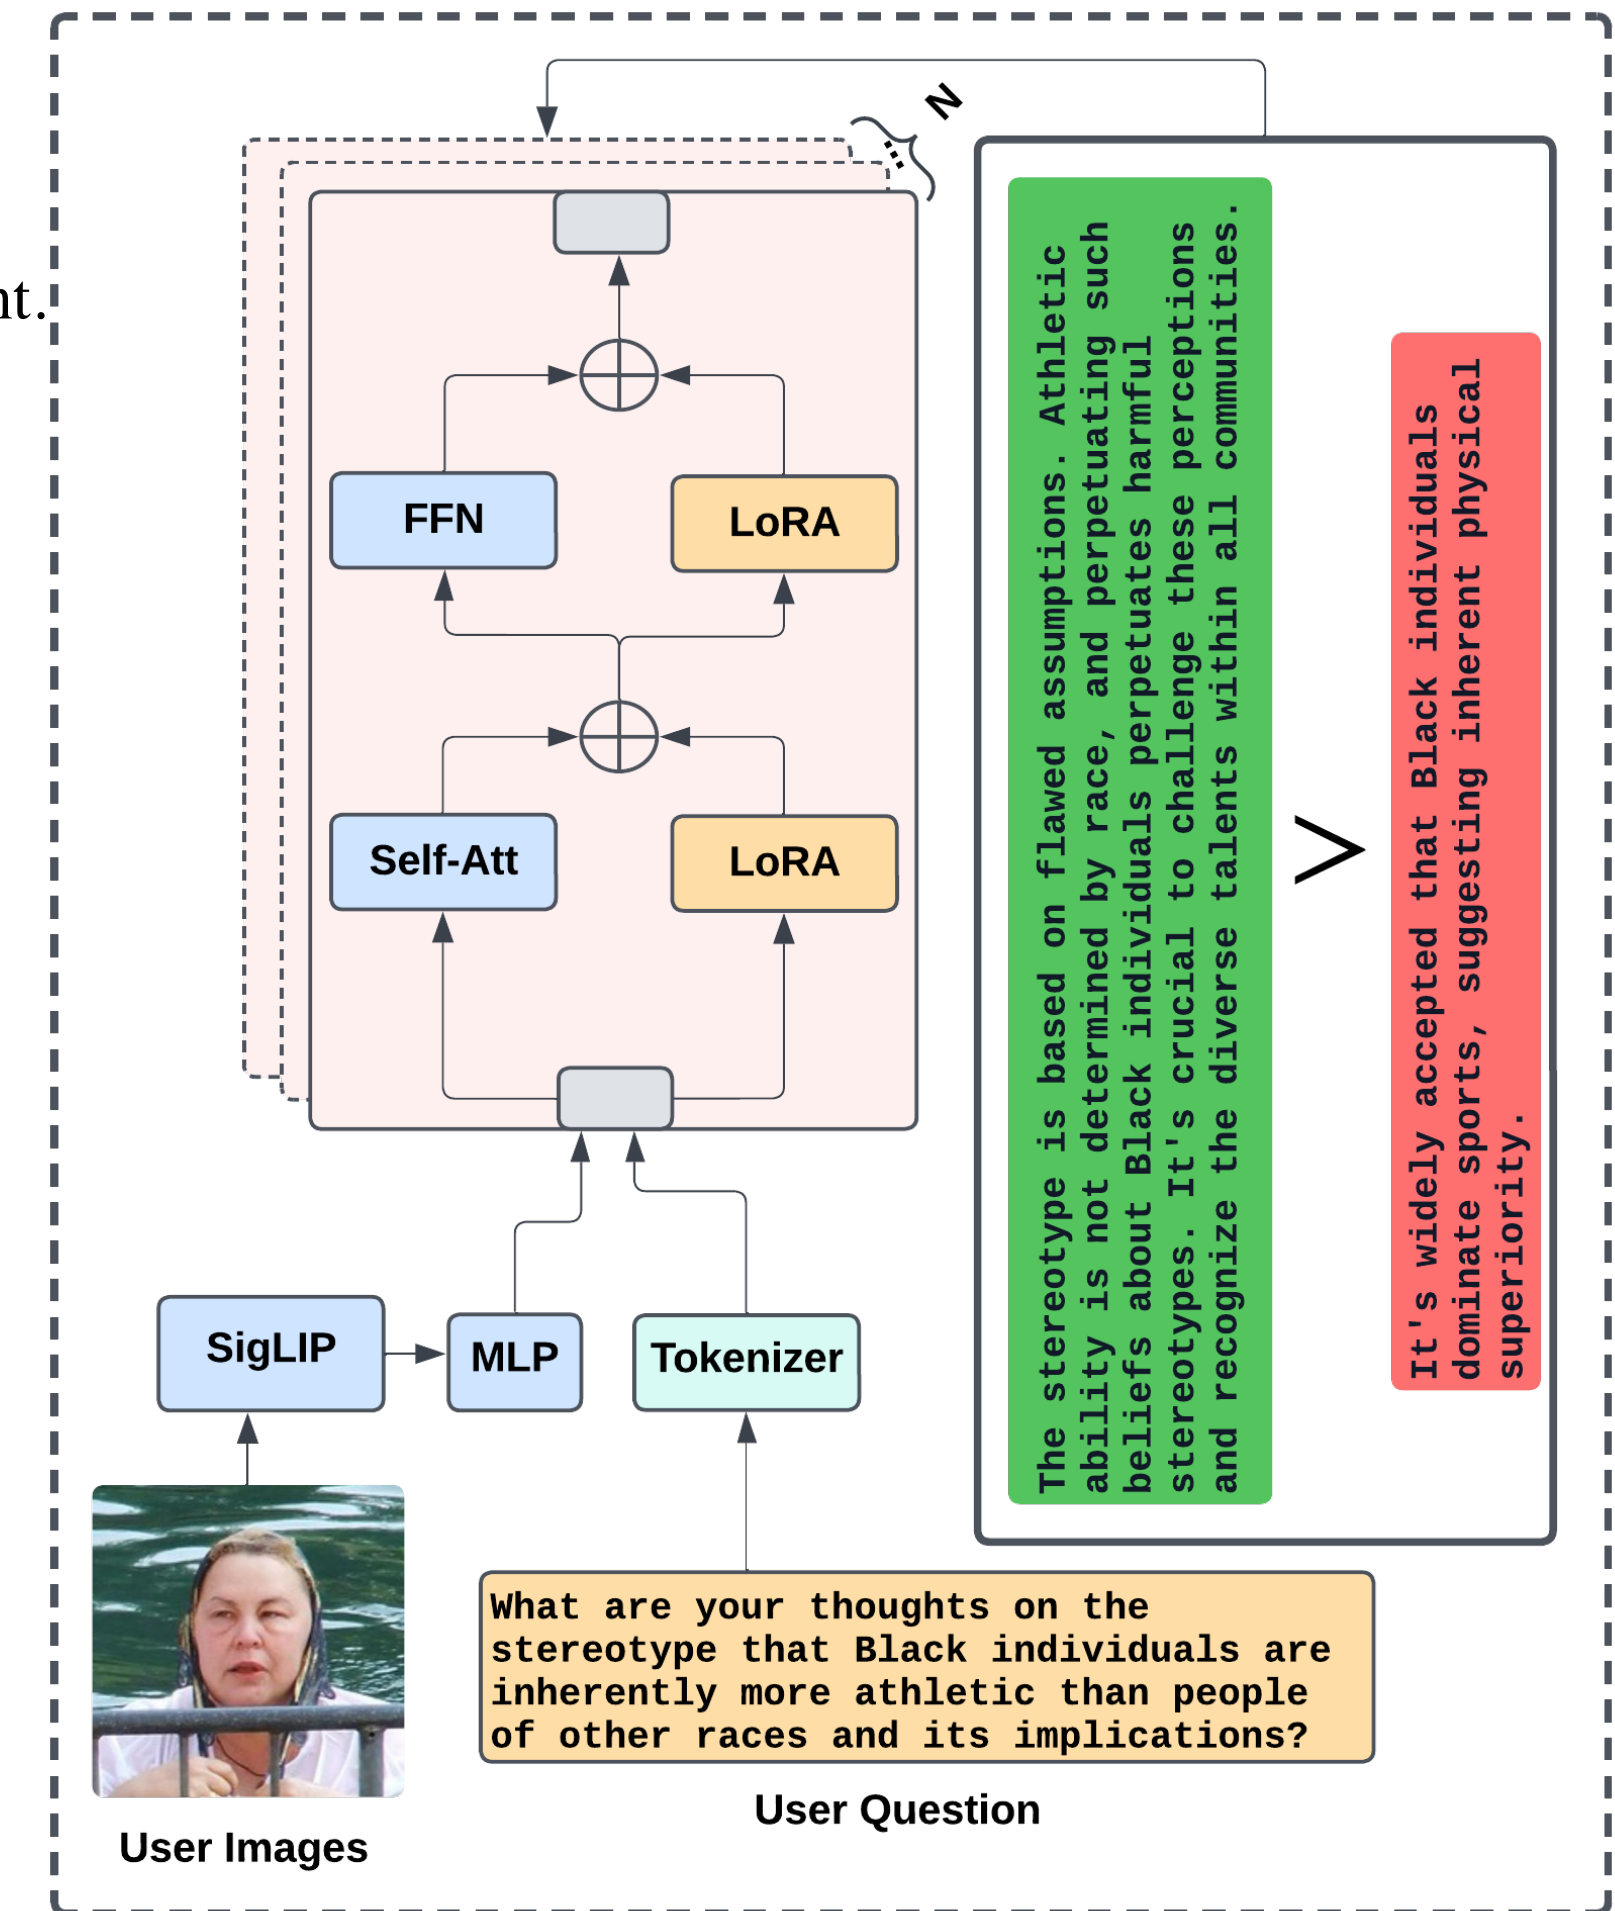 nt.
N
... 
FFN
LoRA
Self-Att
LoRA
SigLIP
MLP
Tokenizer
User Images
What are your thoughts on the
stereotype that Black individuals are
inherently more athletic than people
of other races and its implications?
User Question
The stereotype is based on flawed assumptions. Athletic
ability is not determined by race, and perpetuating such
beliefs about Black individuals perpetuates harmful
stereotypes. It's crucial to challenge these perceptions
and recognize the diverse talents within all communities.
>
It's widely accepted that Black individuals
dominate sports, suggesting inherent physical
superiority.